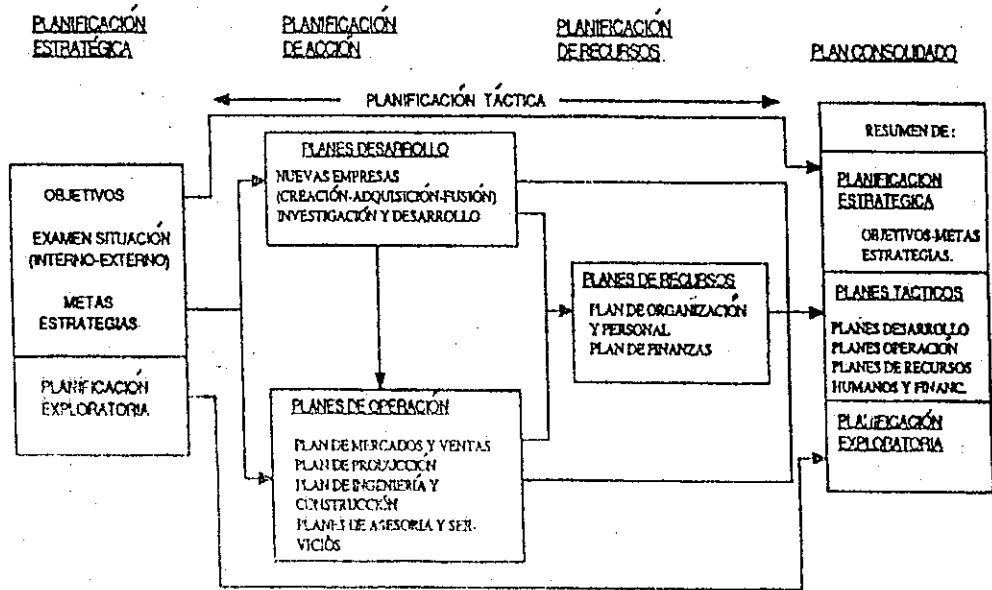 PLANIFICACIÓN
ESTRATÉGICA
PLANIFICACIÓN
DE ACCIÓN
PLANIFICACIÓN
DE RECURSOS
PLAN CONSOLIDADO
PLANIFICACIÓN TÁCTICA
OBJETIVOS
EXAMEN SITUACIÓN
(INTERNO-EXTERNO)
METAS
ESTRATEGIAS
PLANIFICACIÓN
EXPLORATORIA
PLANES DESARROLLO
NUEVAS EMPRESAS
(CREACIÓN-ADQUISICIÓN-FUSIÓN)
INVESTIGACIÓN Y DESARROLLO
PLANES DE OPERACIÓN
PLAN DE MERCADOS Y VENTAS
PLAN DE PRODUCCIÓN
PLAN DE INGENIERÍA Y
CONSTRUCCIÓN
PLANES DE ASESORIA Y SER-
VICIOS
PLANES DE RECURSOS
PLAN DE ORGANIZACIÓN
Y PERSONAL
PLAN DE FINANZAS
RESUMEN DE :
PLANIFICACION
ESTRATEGICA
OBJETIVOS-METAS
ESTRATEGIAS.
PLANES TACTICOS
PLANES DESARROLLO
PLANES OPERACIÓN
PLANES DE RECURSOS
HUMANOS Y FINANC.
PLANIFICACIÓN
EXPLORATORIA